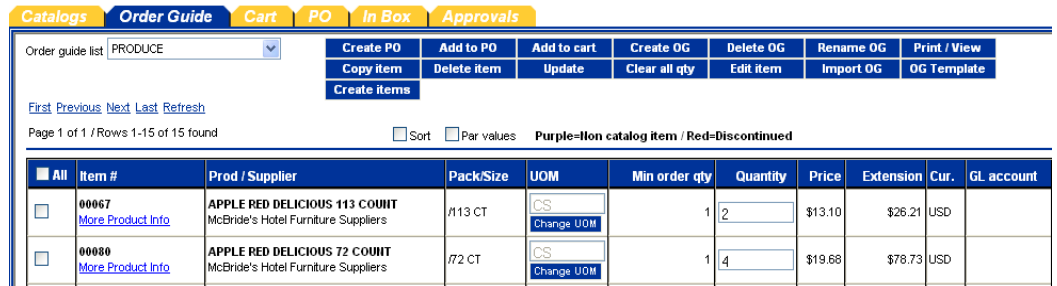 Catalogs Order Guide Cart PO In Box Approvals
Order guide list PRODUCE
Create PO Add to PO Add to cart Create OG Delete OG Rename OG Print / View
Copy item Delete item Update Clear all qty Edit item Import OG OG Template
Create items
First Previous Next Last Refresh
Page 1 of 1 / Rows 1-15 of 15 found Sort Par values Purple=Non catalog item / Red=Discontinued
All Item # Prod / Supplier Pack/Size UOM Min order qty Quantity Price Extension Cur. GL account
00067 APPLE RED DELICIOUS 113 COUNT /113 CT CS 1 2 $13.10 $26.21 USD
More Product Info McBride's Hotel Furniture Suppliers Change UOM
00080 APPLE RED DELICIOUS 72 COUNT /72 CT CS 1 4 $19.68 $78.73 USD
More Product Info McBride's Hotel Furniture Suppliers Change UOM